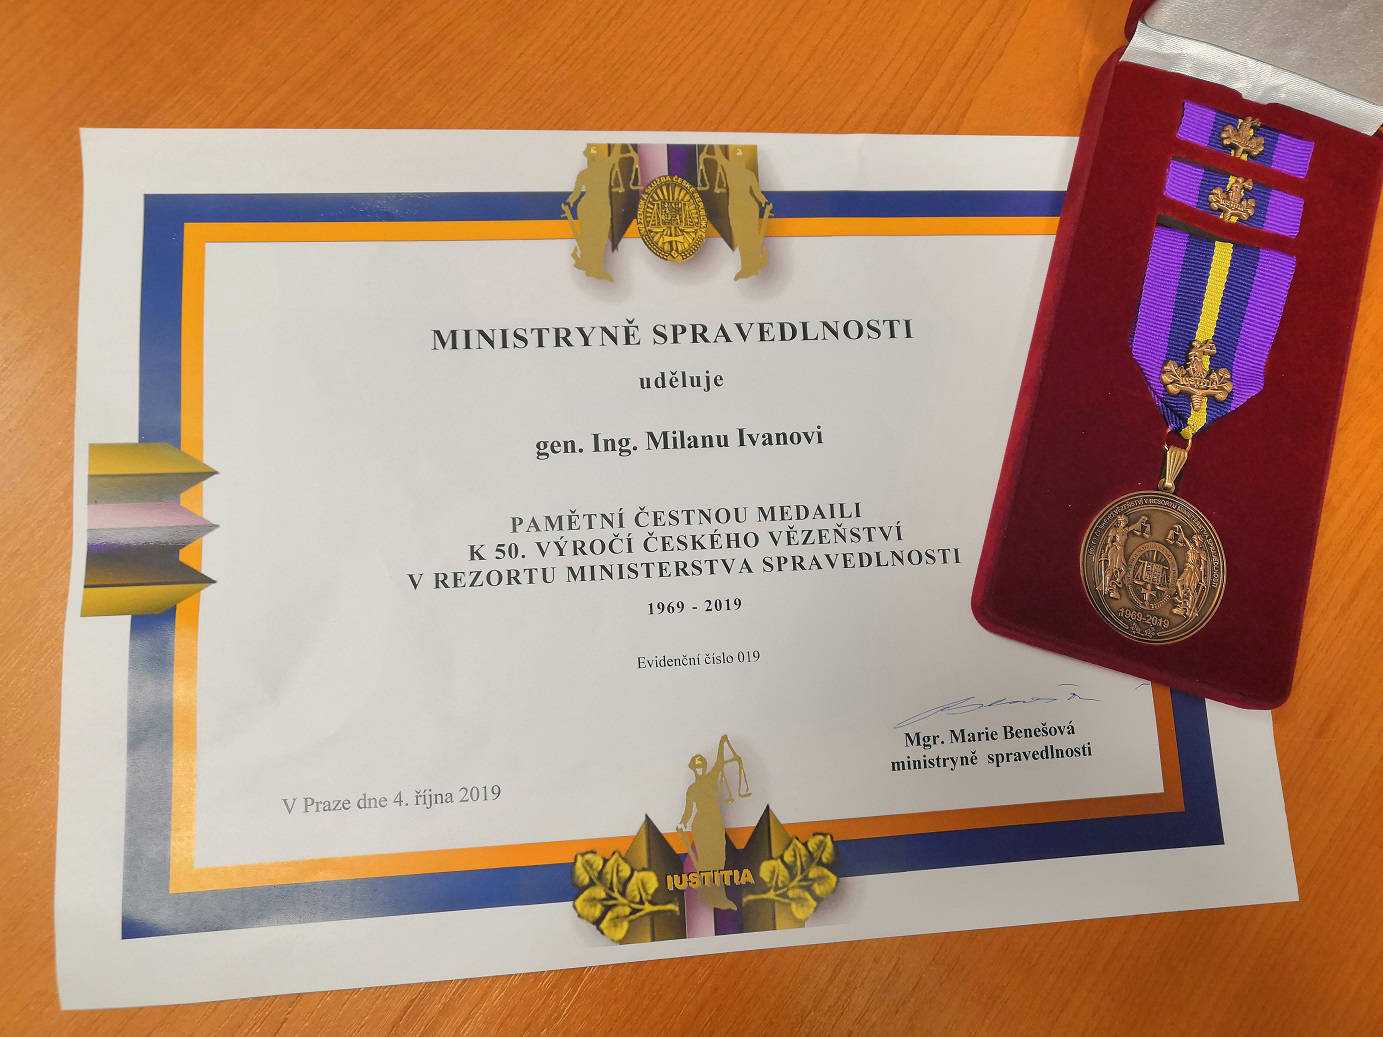 MINISTRYNĚ SPRAVEDLNOSTI
uděluje
gen. Ing. Milanu Ivanovi
PAMĚTNÍ ČESTNOU MEDAILI
K 50. VÝROČÍ ČESKÉHO VĚZEŇSTVÍ
V REZORTU MINISTERSTVA SPRAVEDLNOSTI
1969 - 2019
Evidenční číslo 019
Mgr. Marie Benešová
ministryně spravedlnosti
V Praze dne 4. října 2019
IUSTITIA
IUSTITIA
1969-2019